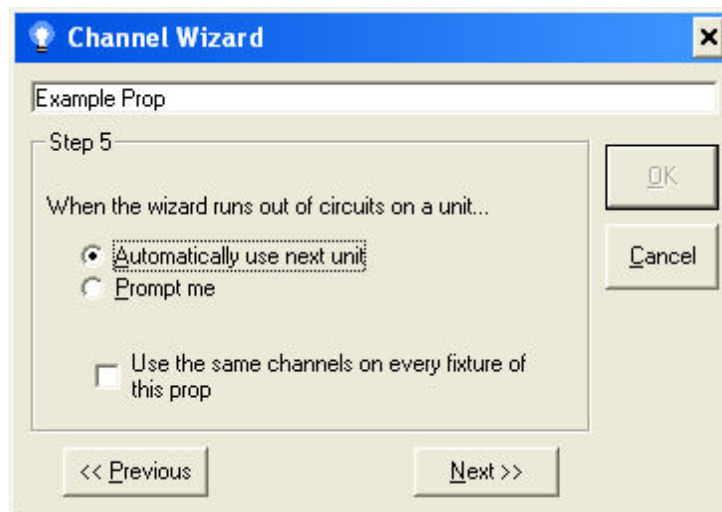 Channel Wizard
Example Prop
Step 5
OK
When the wizard runs out of circuits on a unit...
Automatically use next unit
Cancel
Prompt me
Use the same channels on every fixture of
this prop
<< Previous
Next >>